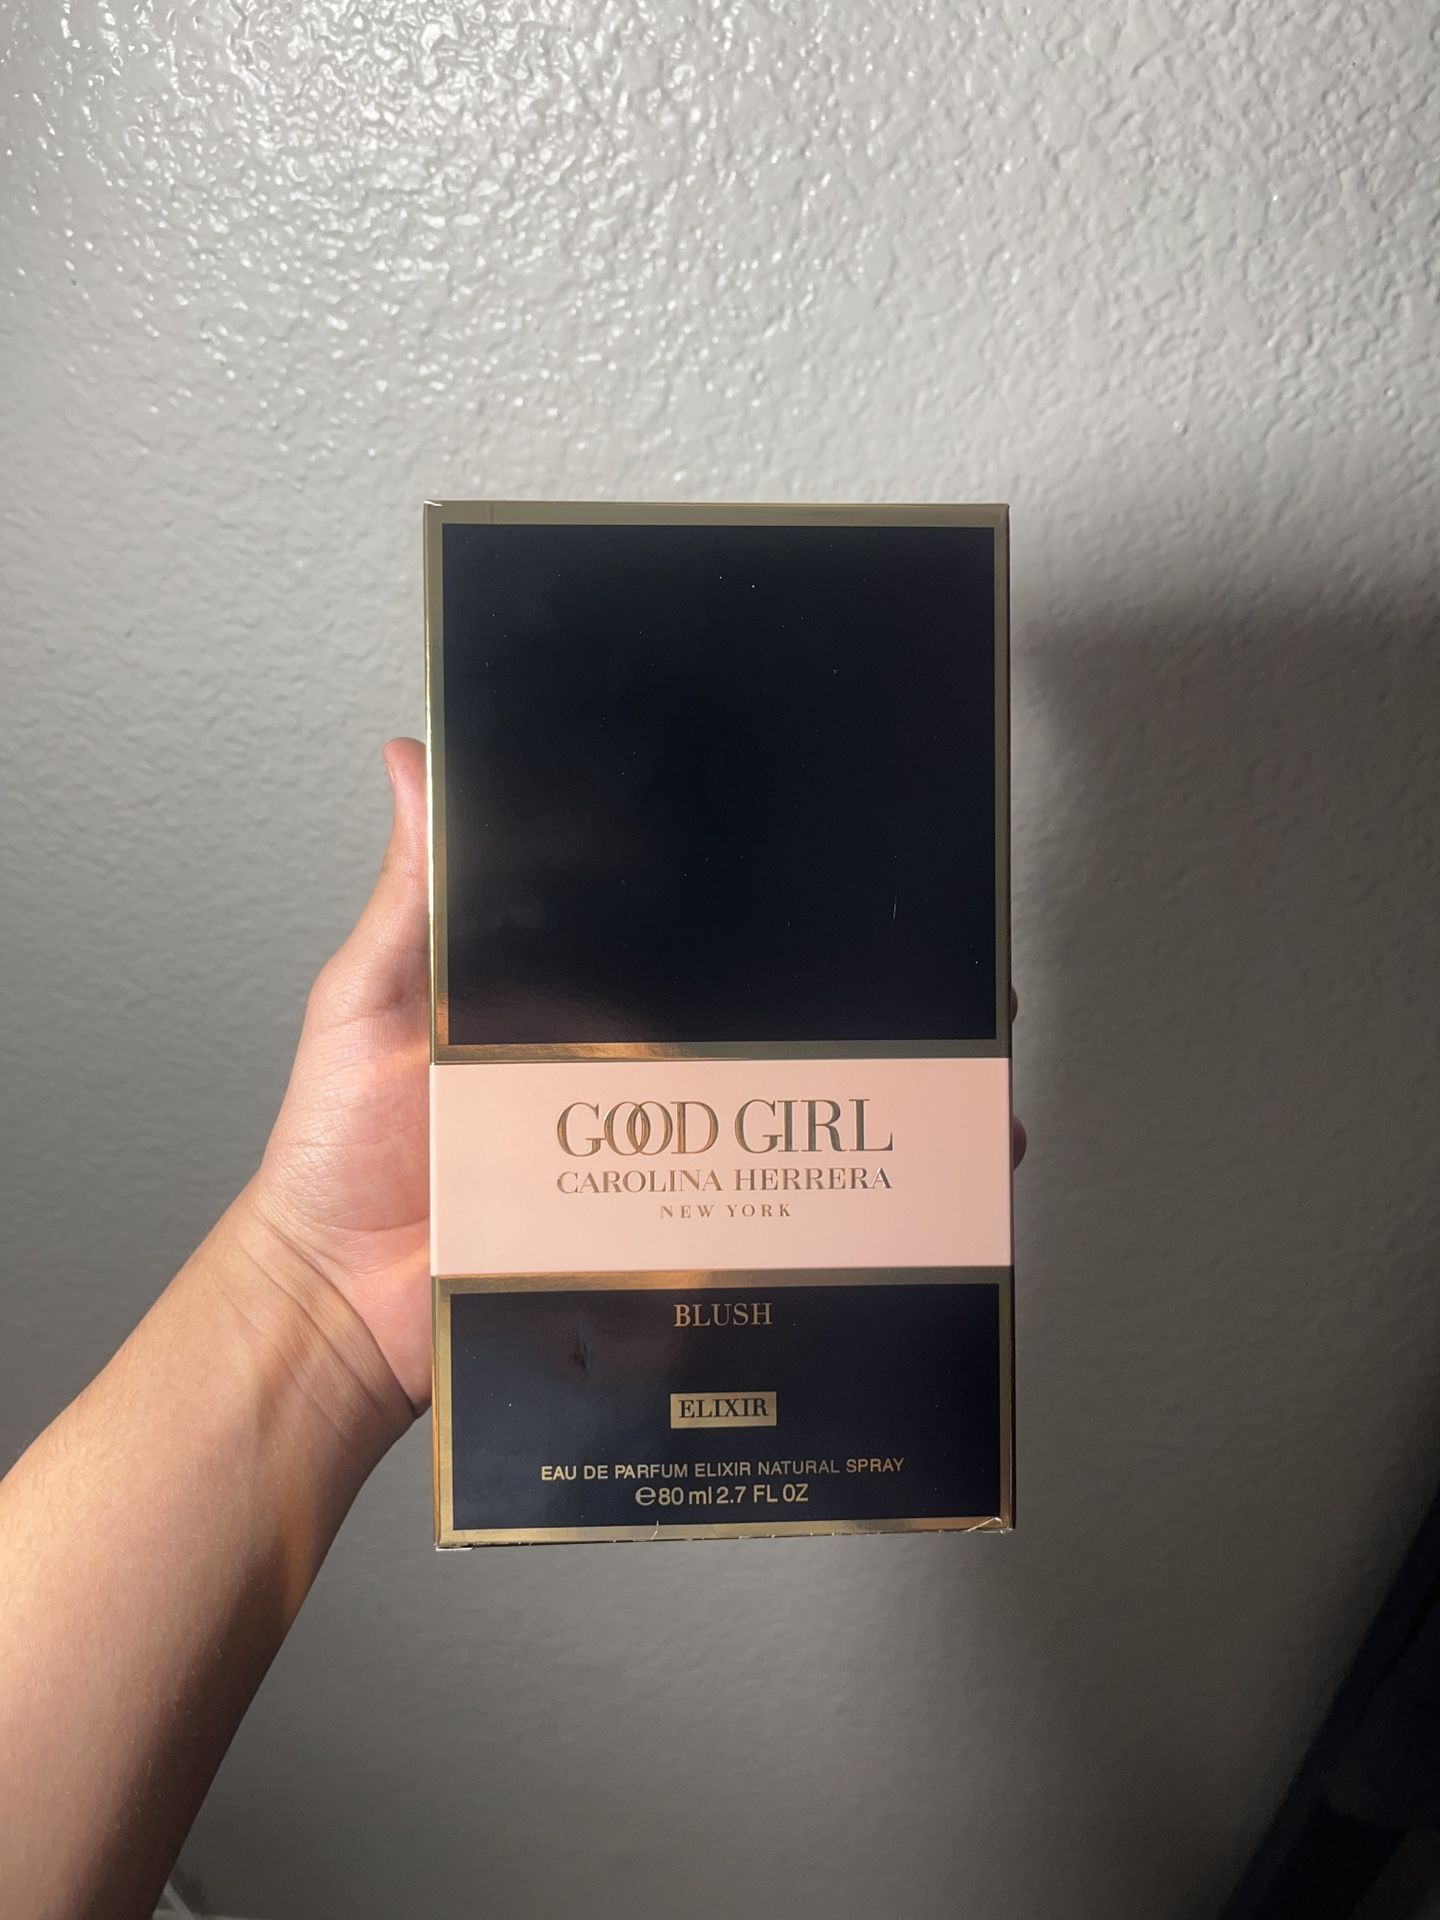 GOOD GIRL
CAROLINA HERRERA
NEW YORK
BLUSH
ELIXIR
EAU DE PARFUM ELIXIR NATURAL SPRAY
℮80 ml 2.7 FL OZ